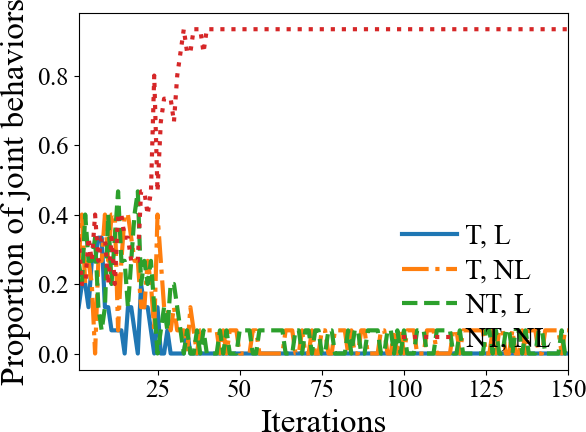 Proportion of joint behaviors
0.8
0.6
0.4
0.2
0.0
T, L
T, NL
NT, L
NT, NL
25 50 75 100 125 150
Iterations